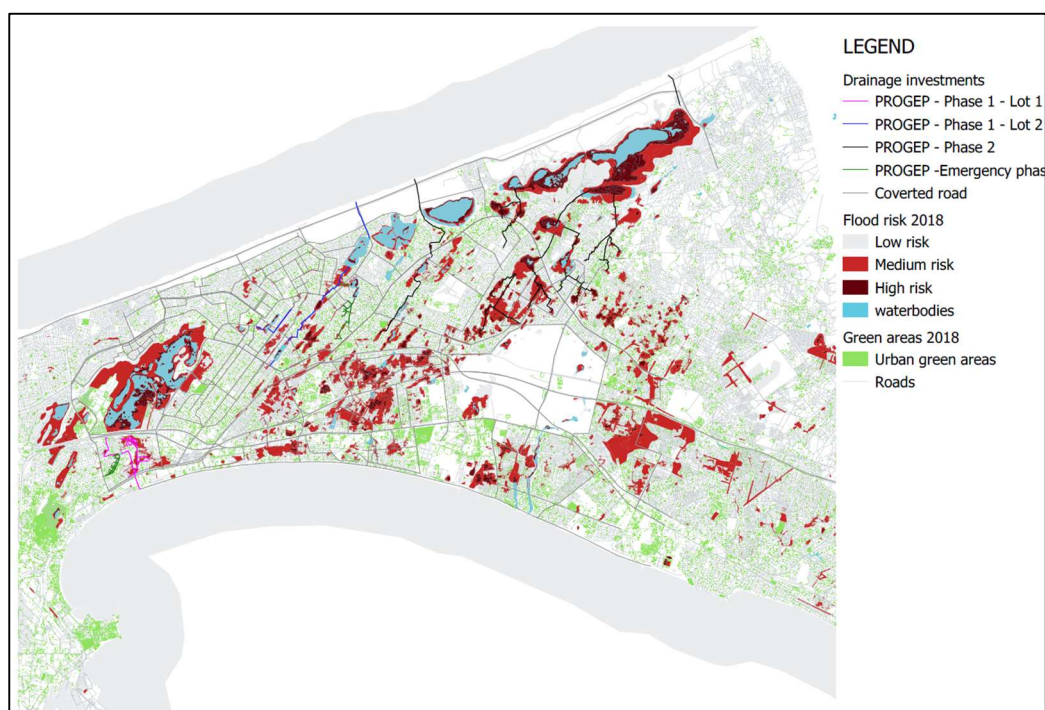 LEGEND
Drainage investments
PROGEP - Phase 1 - Lot 1
PROGEP - Phase 1 - Lot 2
PROGEP - Phase 2
PROGEP -Emergency phas
Coverted road
Flood risk 2018
Low risk
Medium risk
High risk
waterbodies
Green areas 2018
Urban green areas
Roads